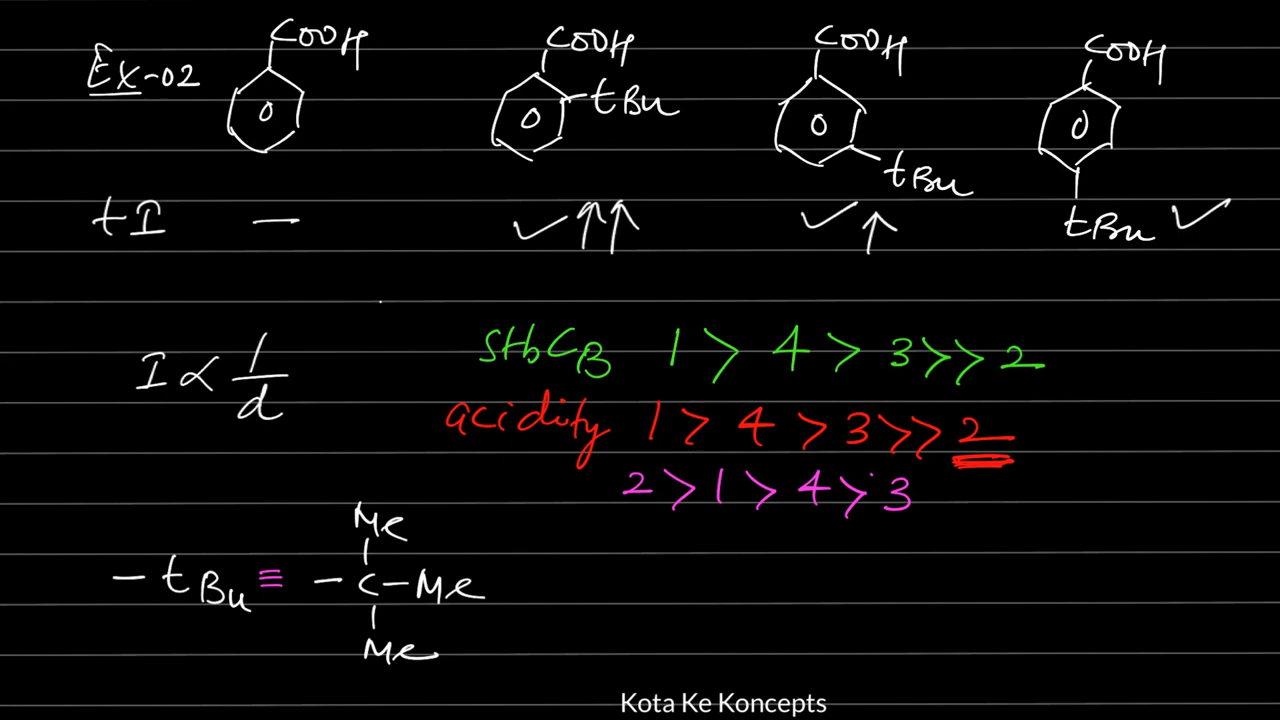 Ex-02 COOH COOH tBu COOH tBu COOH tBu
+I — ✓↑↑ ✓↑ ✓
I ∝ 1/d
StbCB 1 > 4 > 3 >> 2
acidity 1 > 4 > 3 >> 2
2 > 1 > 4 > 3
Me
– tBu ≡ – C – Me
Me
Kota Ke Koncepts